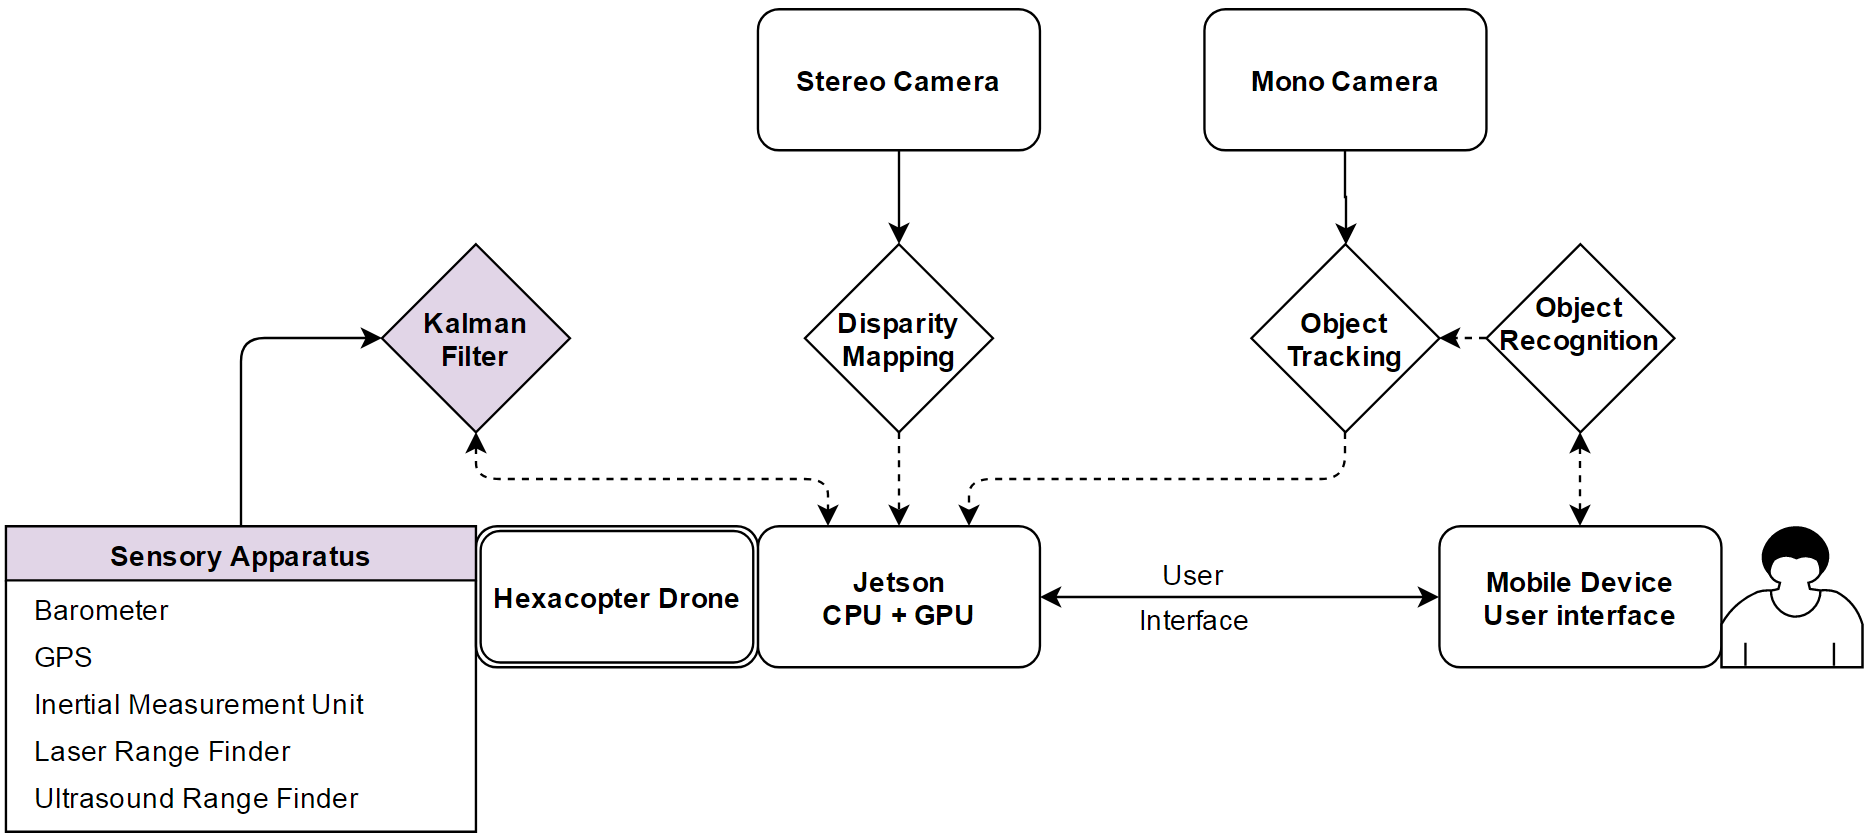 Stereo Camera
Mono Camera
Kalman
Filter
Disparity
Mapping
Object
Tracking
Object
Recognition
Sensory Apparatus
Barometer
GPS
Inertial Measurement Unit
Laser Range Finder
Ultrasound Range Finder
Hexacopter Drone
Jetson
CPU + GPU
User
Interface
Mobile Device
User interface